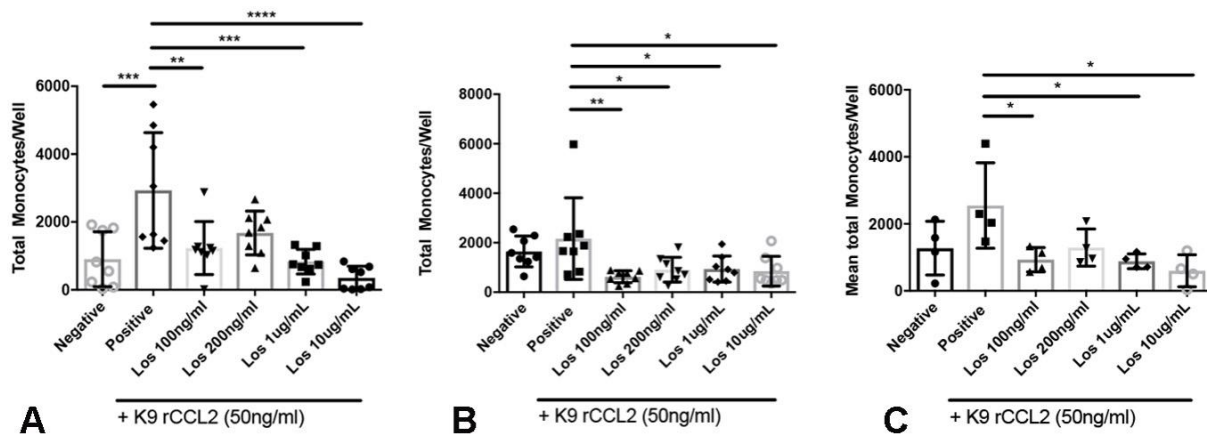 ****
***
**
***
6000
4000
2000
0
Total Monocytes/Well
Negative
Positive
Los 100ng/ml
Los 200ng/ml
Los 1ug/mL
Los 10ug/mL
+ K9 rCCL2 (50ng/ml)
A
*
*
*
**
8000
6000
4000
2000
0
Total Monocytes/Well
Negative
Positive
Los 100ng/ml
Los 200ng/ml
Los 1ug/mL
Los 10ug/mL
+ K9 rCCL2 (50ng/ml)
B
*
*
*
6000
4000
2000
0
Mean total Monocytes/Well
Negative
Positive
Los 100ng/ml
Los 200ng/ml
Los 1ug/mL
Los 10ug/mL
+ K9 rCCL2 (50ng/ml)
C